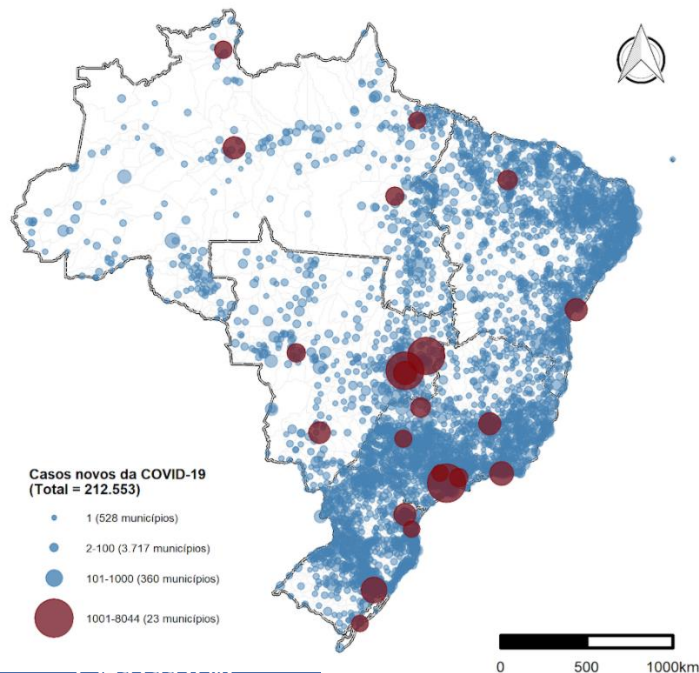 Casos novos da COVID-19
(Total = 212.553)
1 (528 municípios)
2-100 (3.717 municípios)
101-1000 (360 municípios)
1001-8044 (23 municípios)
0 500 1000km